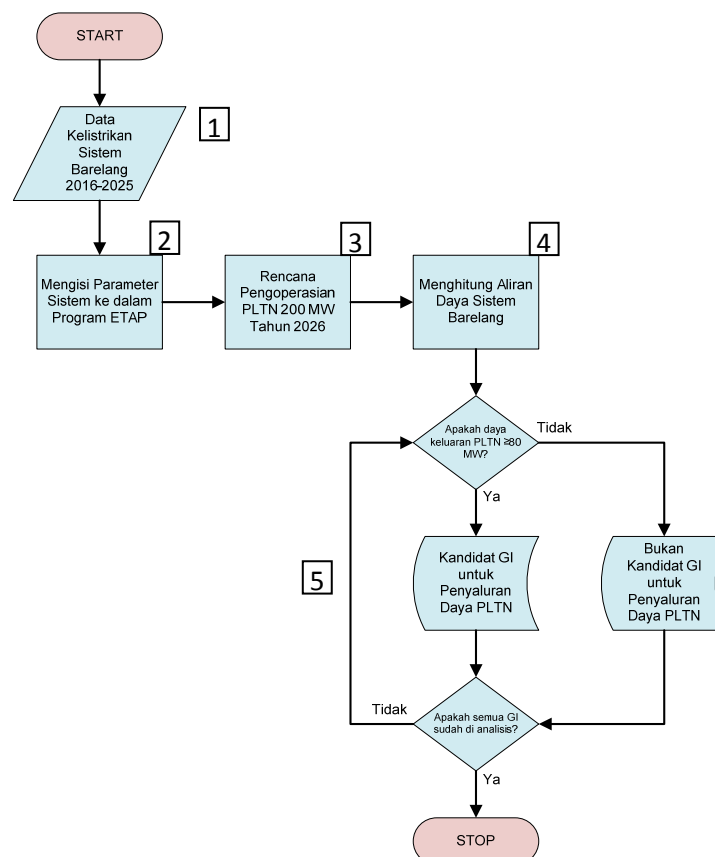 START
1
Data
Kelistrikan
Sistem
Barelang
2016-2025
2
Mengisi Parameter
Sistem ke dalam
Program ETAP
3
Rencana
Pengoperasian
PLTN 200 MW
Tahun 2026
4
Menghitung Aliran
Daya Sistem
Barelang
Apakah daya
keluaran PLTN ≥80
MW?
Tidak
Ya
5
Kandidat GI
untuk
Penyaluran
Daya PLTN
Bukan
Kandidat GI
untuk
Penyaluran
Daya PLTN
Tidak
Apakah semua GI
sudah di analisis?
Ya
STOP